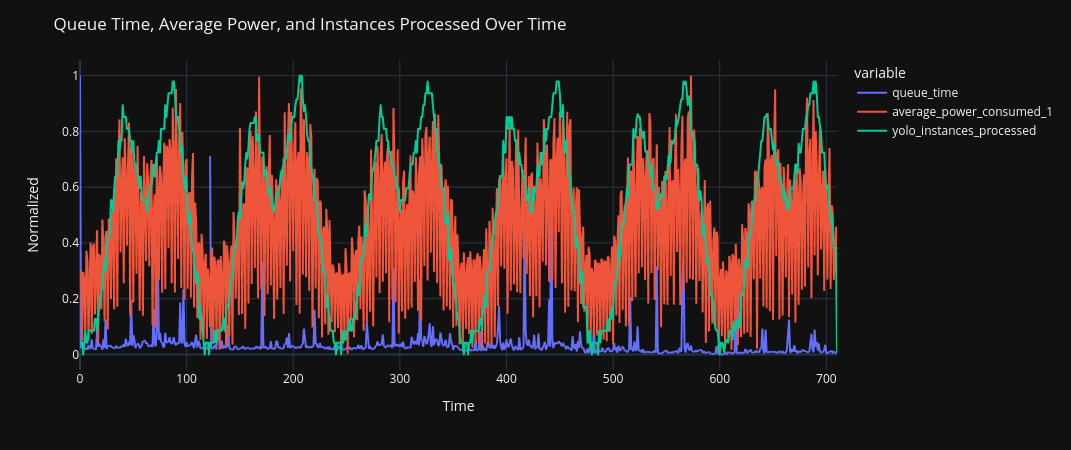 Queue Time, Average Power, and Instances Processed Over Time
variable
queue_time
average_power_consumed_1
yolo_instances_processed
Normalized
1
0.8
0.6
0.4
0.2
0
0 100 200 300 400 500 600 700
Time